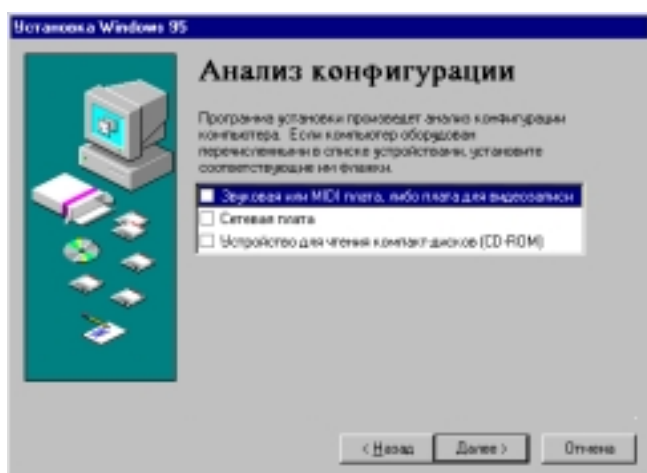 Установка Windows 95
Анализ конфигурации
Программа установки произведет анализ конфигурации
компьютера. Если компьютер оборудован
перечисленными в списке устройствами, установите
соответствующие им флажки.
Звуковая или MIDI плата, либо плата для видеозаписи
Сетевая плата
Устройство для чтения компакт-дисков (CD-ROM)
< Назад
Далее >
Отмена